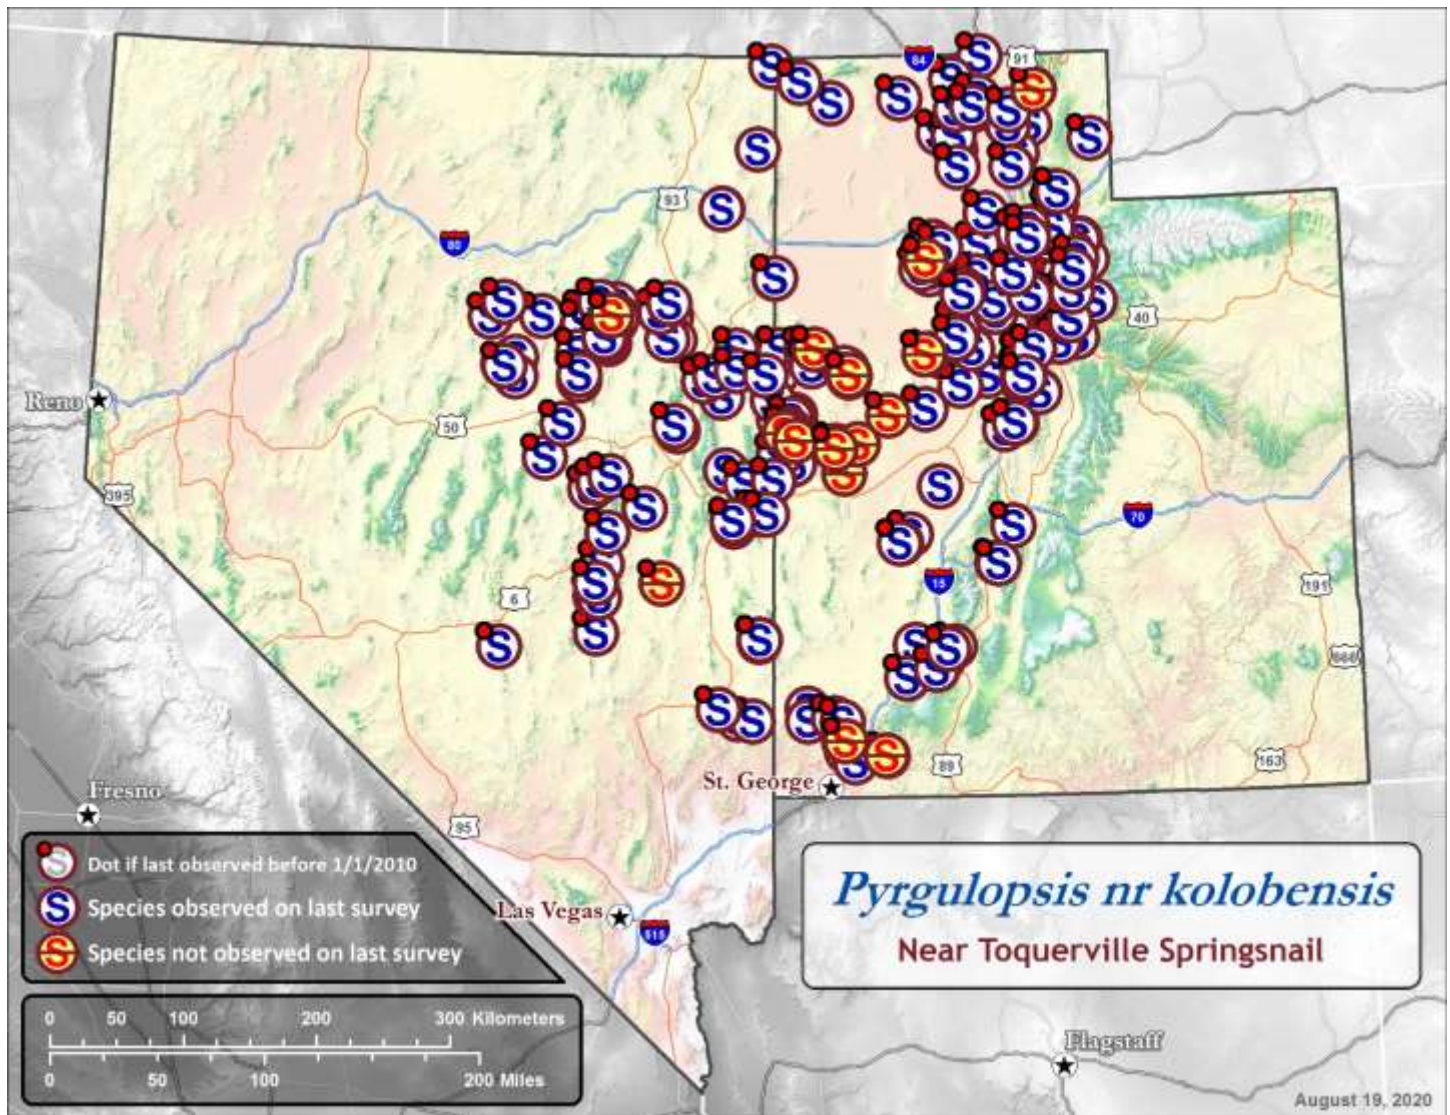 84
91
93
80
40
Reno
50
395
70
6
15
191
666
St. George
89
163
Fresno
95
Dot if last observed before 1/1/2010
S Species observed on last survey
S Species not observed on last survey
Las Vegas
515
Pyrgulopsis nr kolobensis
Near Toquerville Springsnail
0 50 100 200 300 Kilometers
0 50 100 200 Miles
Flagstaff
August 19, 2020